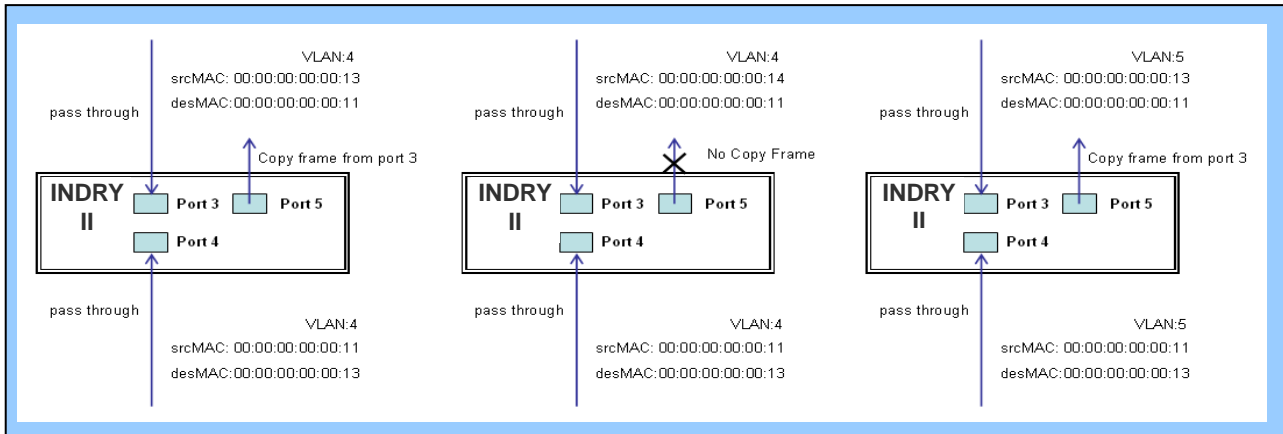 VLAN:4
srcMAC: 00:00:00:00:00:13
desMAC:00:00:00:00:00:11
pass through
Copy frame from port 3
INDRY
II
Port 3
Port 5
Port 4
pass through
VLAN:4
srcMAC: 00:00:00:00:00:11
desMAC:00:00:00:00:00:13
VLAN:4
srcMAC: 00:00:00:00:00:14
desMAC:00:00:00:00:00:11
pass through
No Copy Frame
INDRY
II
Port 3
Port 5
Port 4
pass through
VLAN:4
srcMAC: 00:00:00:00:00:11
desMAC:00:00:00:00:00:13
VLAN:5
srcMAC: 00:00:00:00:00:13
desMAC:00:00:00:00:00:11
pass through
Copy frame from port 3
INDRY
II
Port 3
Port 5
Port 4
pass through
VLAN:5
srcMAC: 00:00:00:00:00:11
desMAC:00:00:00:00:00:13